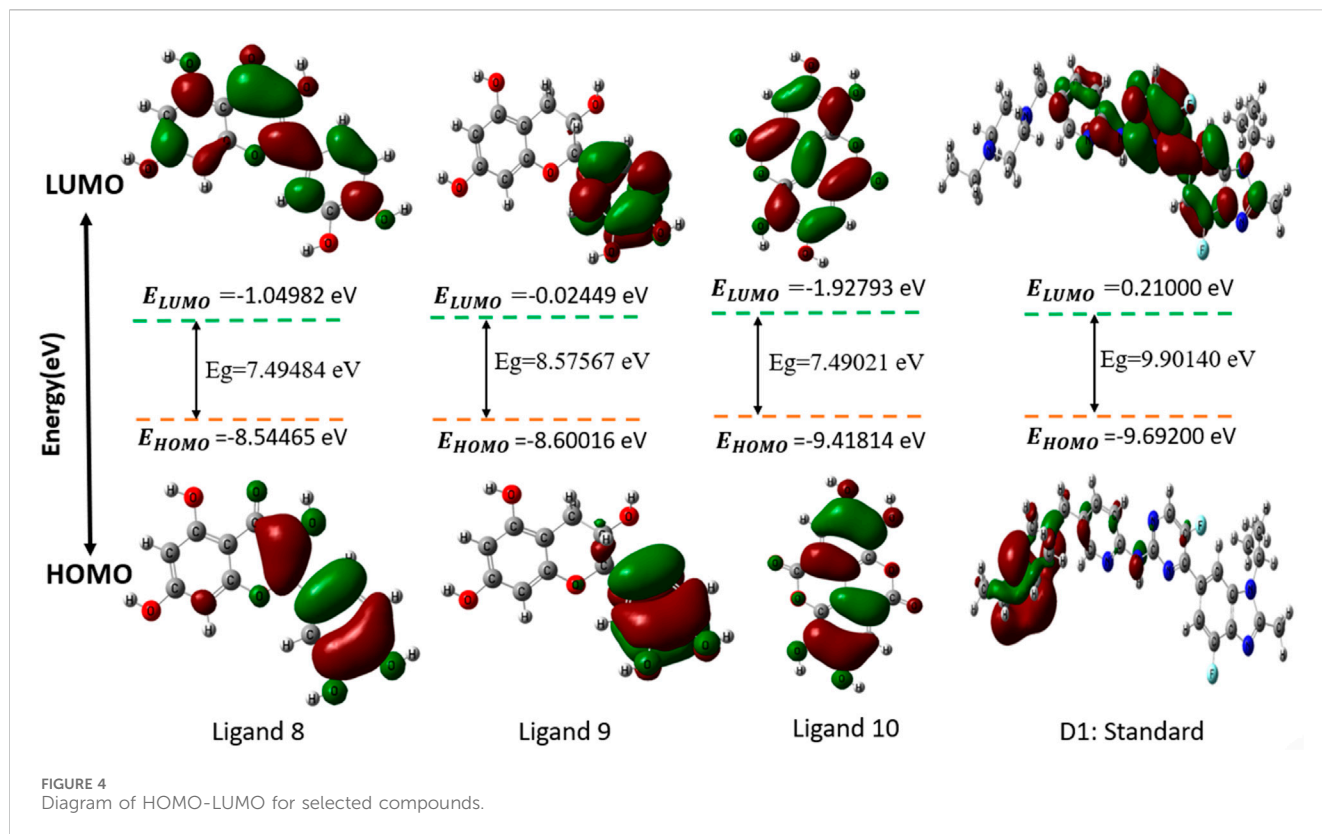 LUMO
E_LUMO =-1.04982 eV
E_LUMO =-0.02449 eV
E_LUMO =-1.92793 eV
E_LUMO =0.21000 eV
Energy(eV)
Eg=7.49484 eV
Eg=8.57567 eV
Eg=7.49021 eV
Eg=9.90140 eV
E_HOMO =-8.54465 eV
E_HOMO =-8.60016 eV
E_HOMO =-9.41814 eV
E_HOMO =-9.69200 eV
HOMO
Ligand 8
Ligand 9
Ligand 10
D1: Standard
FIGURE 4
Diagram of HOMO-LUMO for selected compounds.